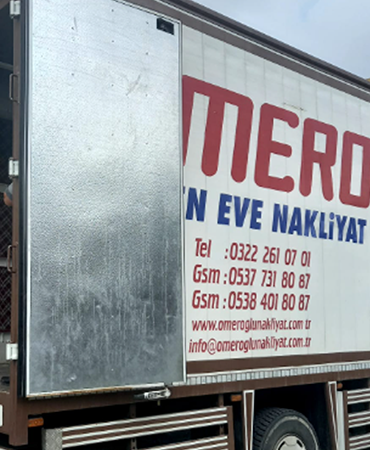 MERO
N EVE NAKLİYAT
Tel : 0322 261 07 01
Gsm : 0537 731 80 87
Gsm : 0538 401 80 87
www.omeroglunakliyat.com.tr
info@omeroglunakliyat.com.tr